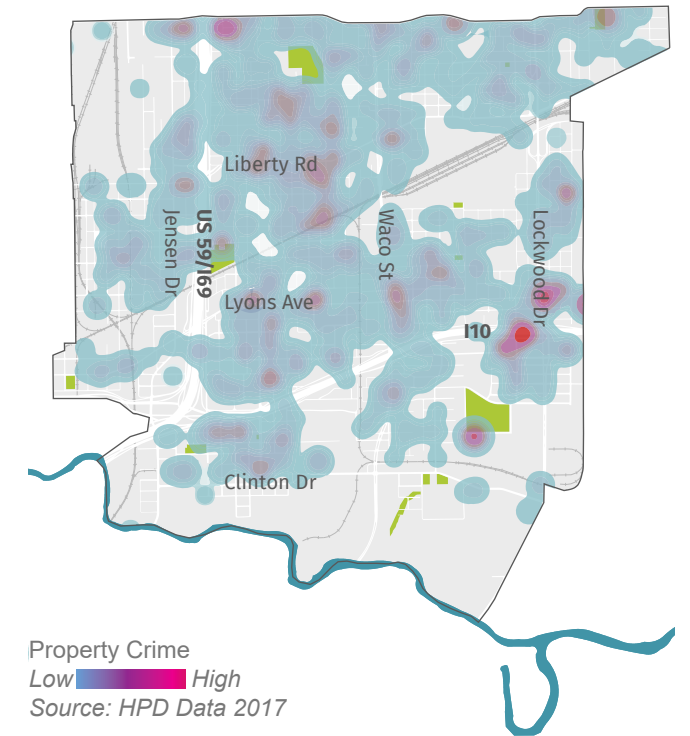 Liberty Rd
Jensen Dr
US 59/I69
Waco St
Lockwood Dr
Lyons Ave
I10
Clinton Dr
Property Crime
Low High
Source: HPD Data 2017